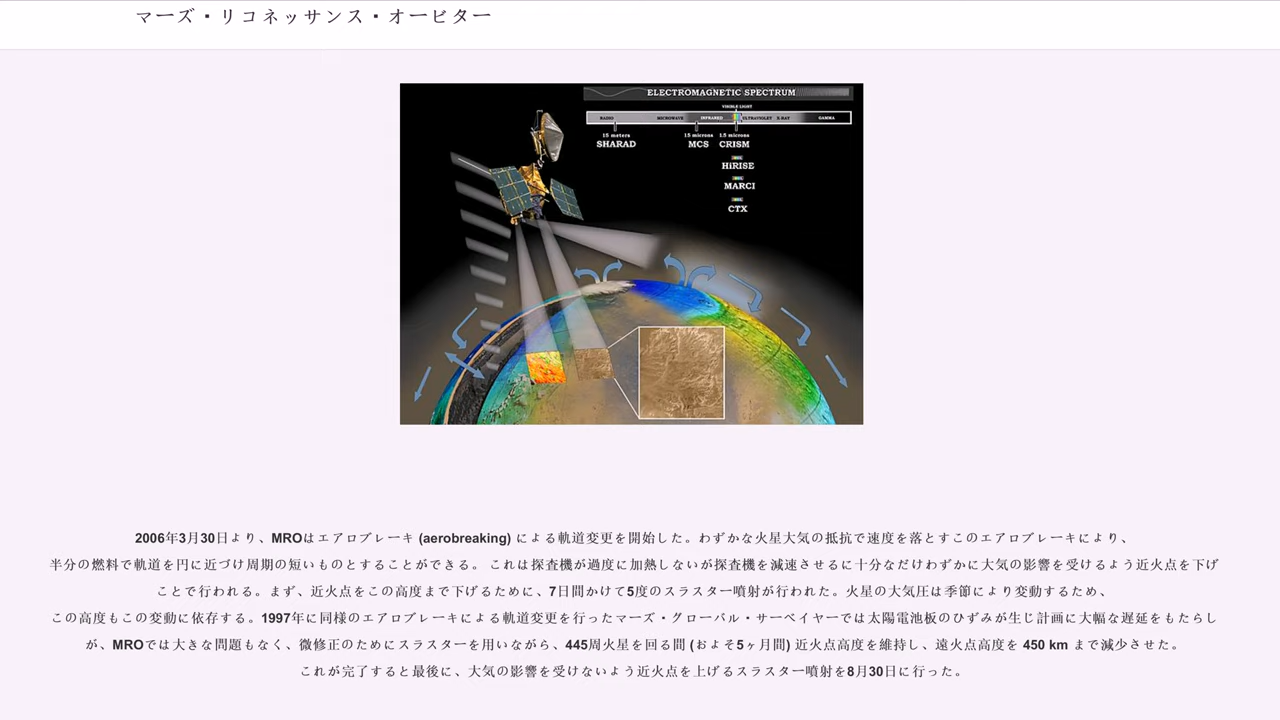 マーズ・リコネッサンス・オービター
ELECTROMAGNETIC SPECTRUM
VISIBLE LIGHT
RADIO MICROWAVE INFRARED ULTRAVIOLET X-RAY GAMMA
15 meters 15 microns 1.5 microns
SHARAD MCS CRISM
HiRISE
MARCI
CTX
2006年3月30日より、MROはエアロブレーキ (aerobreaking) による軌道変更を開始した。わずかな火星大気の抵抗で速度を落とすこのエアロブレーキにより、
半分の燃料で軌道を円に近づけ周期の短いものとすることができる。 これは探査機が過度に加熱しないが探査機を減速させるに十分なだけわずかに大気の影響を受けるよう近火点を下げ
ことで行われる。まず、近火点をこの高度まで下げるために、7日間かけて5度のスラスター噴射が行われた。火星の大気圧は季節により変動するため、
この高度もこの変動に依存する。1997年に同様のエアロブレーキによる軌道変更を行ったマーズ・グローバル・サーベイヤーでは太陽電池板のひずみが生じ計画に大幅な遅延をもたらし
が、MROでは大きな問題もなく、微修正のためにスラスターを用いながら、445周火星を回る間 (およそ5ヶ月間) 近火点高度を維持し、遠火点高度を 450 km まで減少させた。
これが完了すると最後に、大気の影響を受けないよう近火点を上げるスラスター噴射を8月30日に行った。